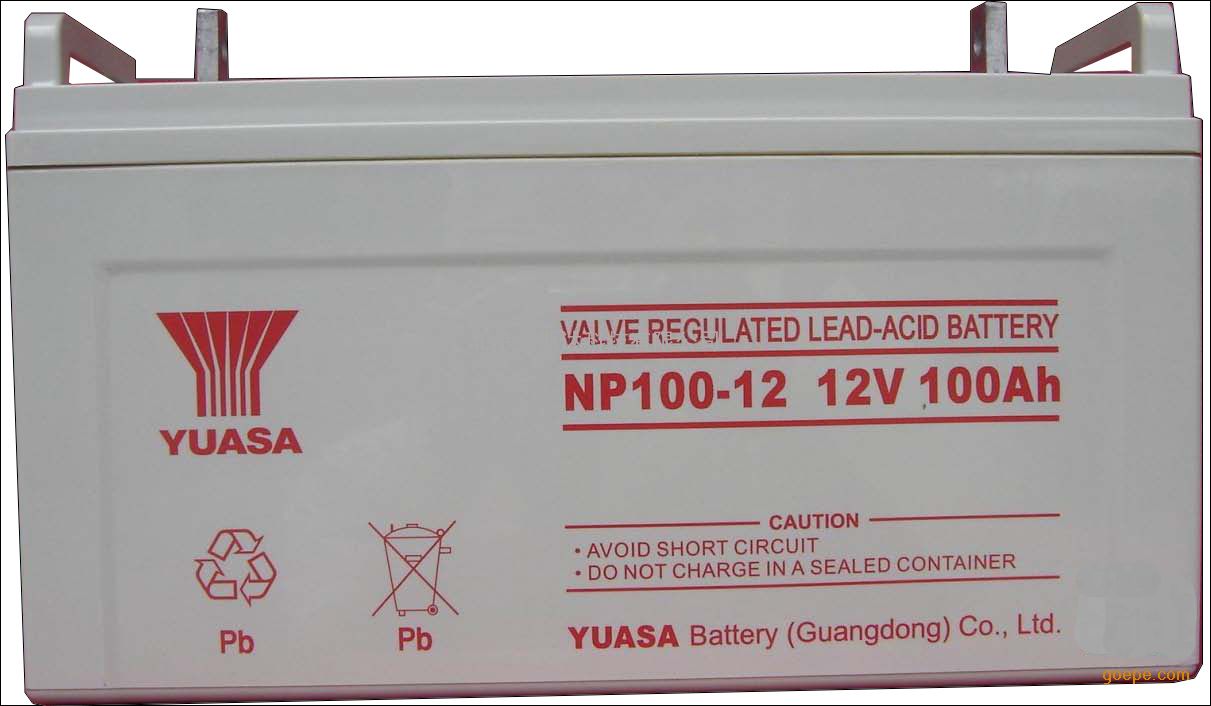 VALVE REGULATED LEAD-ACID BATTERY
NP100-12 12V 100Ah
YUASA
CAUTION
• AVOID SHORT CIRCUIT
• DO NOT CHARGE IN A SEALED CONTAINER
Pb
Pb
YUASA Battery (Guangdong) Co., Ltd.
goepe.com